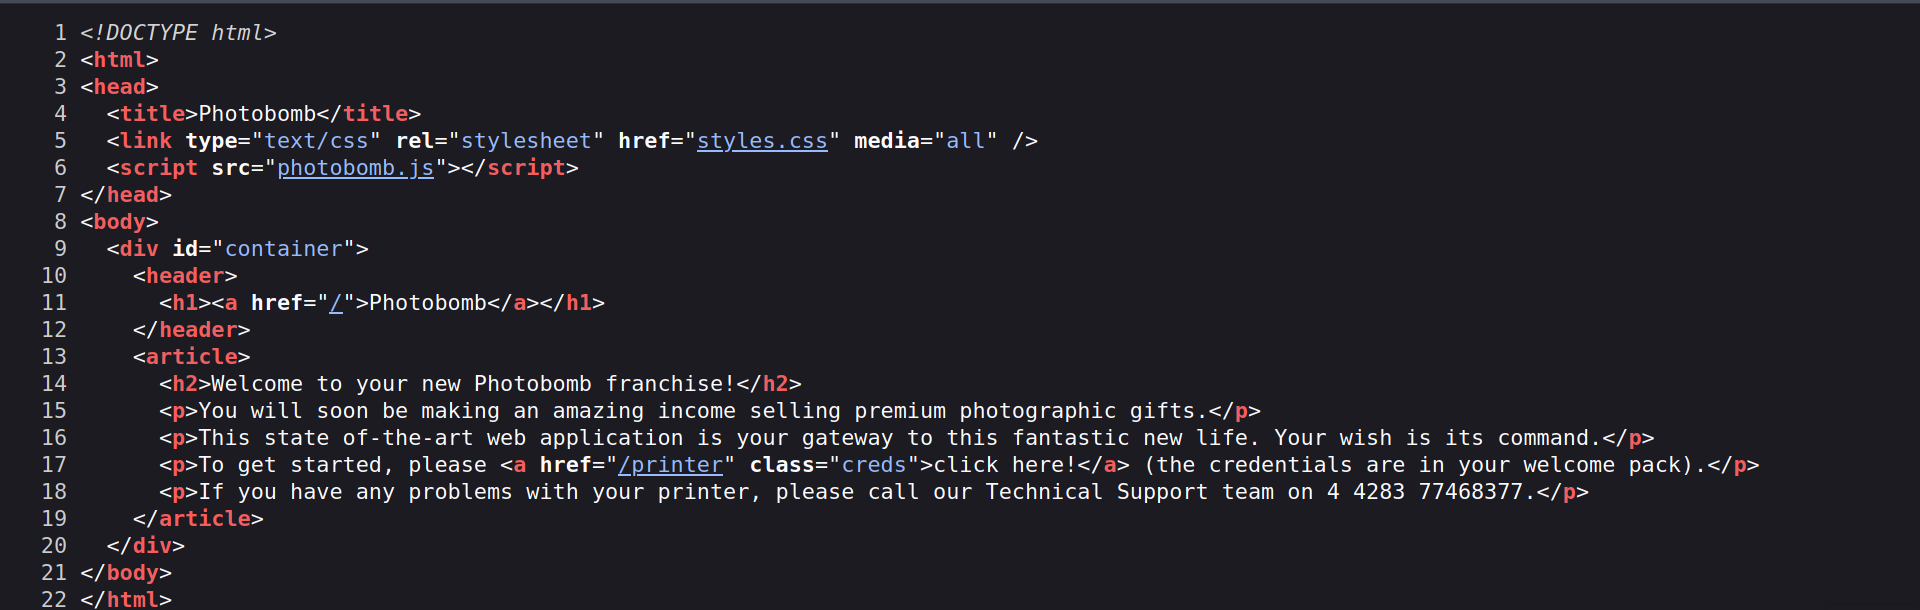 1 <!DOCTYPE html>
2 <html>
3 <head>
4   <title>Photobomb</title>
5   <link type="text/css" rel="stylesheet" href="styles.css" media="all" />
6   <script src="photobomb.js"></script>
7 </head>
8 <body>
9   <div id="container">
10     <header>
11       <h1><a href="/">Photobomb</a></h1>
12     </header>
13     <article>
14       <h2>Welcome to your new Photobomb franchise!</h2>
15       <p>You will soon be making an amazing income selling premium photographic gifts.</p>
16       <p>This state of-the-art web application is your gateway to this fantastic new life. Your wish is its command.</p>
17       <p>To get started, please <a href="/printer" class="creds">click here!</a> (the credentials are in your welcome pack).</p>
18       <p>If you have any problems with your printer, please call our Technical Support team on 4 4283 77468377.</p>
19     </article>
20   </div>
21 </body>
22 </html>